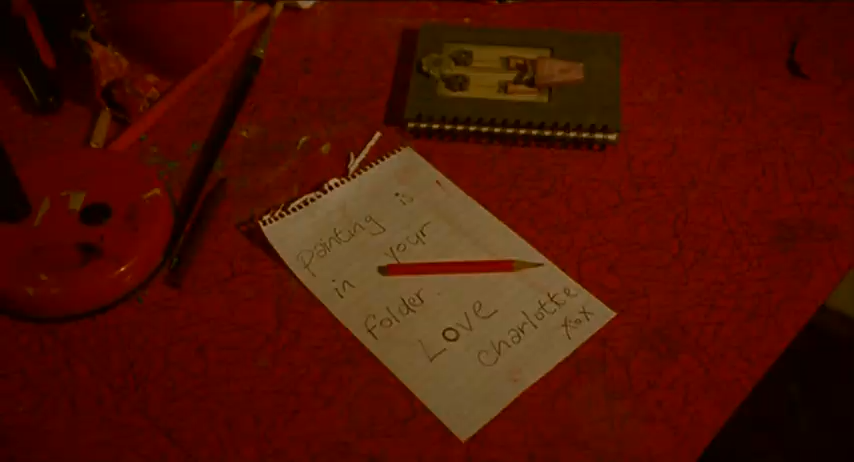 Painting is
in your
folder.
Love
Charlotte
xox